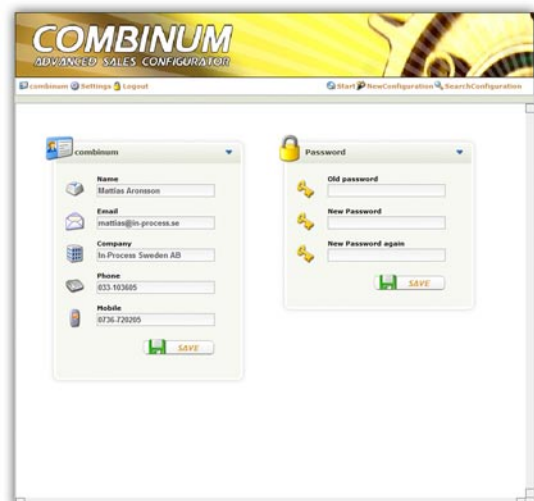 COMBINUM
ADVANCED SALES CONFIGURATOR
combinum Settings Logout
Start NewConfiguration SearchConfiguration
combinum
Name
Mattias Aronsson
Email
mattias@in-process.se
Company
In-Process Sweden AB
Phone
033-103605
Mobile
0736-720205
SAVE
Password
Old password
New Password
New Password again
SAVE